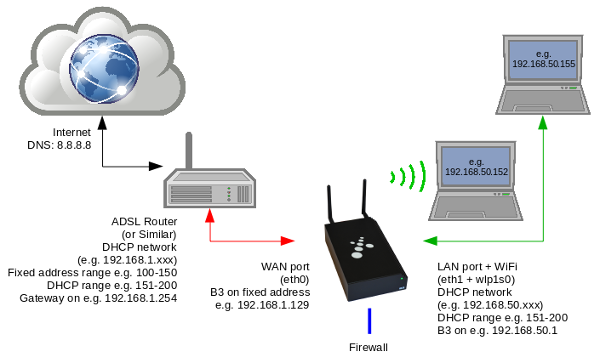 e.g.
192.168.50.155
e.g.
192.168.50.152
Internet
DNS: 8.8.8.8
ADSL Router
(or Similar)
DHCP network
(e.g. 192.168.1.xxx)
Fixed address range e.g. 100-150
DHCP range e.g. 151-200
Gateway on e.g. 192.168.1.254
WAN port
(eth0)
B3 on fixed address
e.g. 192.168.1.129
LAN port + WiFi
(eth1 + wlp1s0)
DHCP network
(e.g. 192.168.50.xxx)
DHCP range e.g. 151-200
B3 on e.g. 192.168.50.1
Firewall